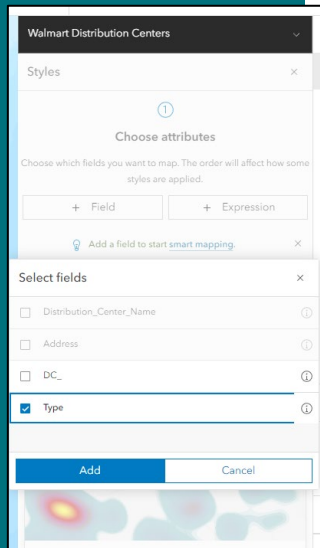 Walmart Distribution Centers
Styles
1
Choose attributes
Choose which fields you want to map. The order will affect how some
styles are applied.
+ Field
+ Expression
Add a field to start smart mapping.
Select fields
Distribution_Center_Name
Address
DC_
Type
Add
Cancel